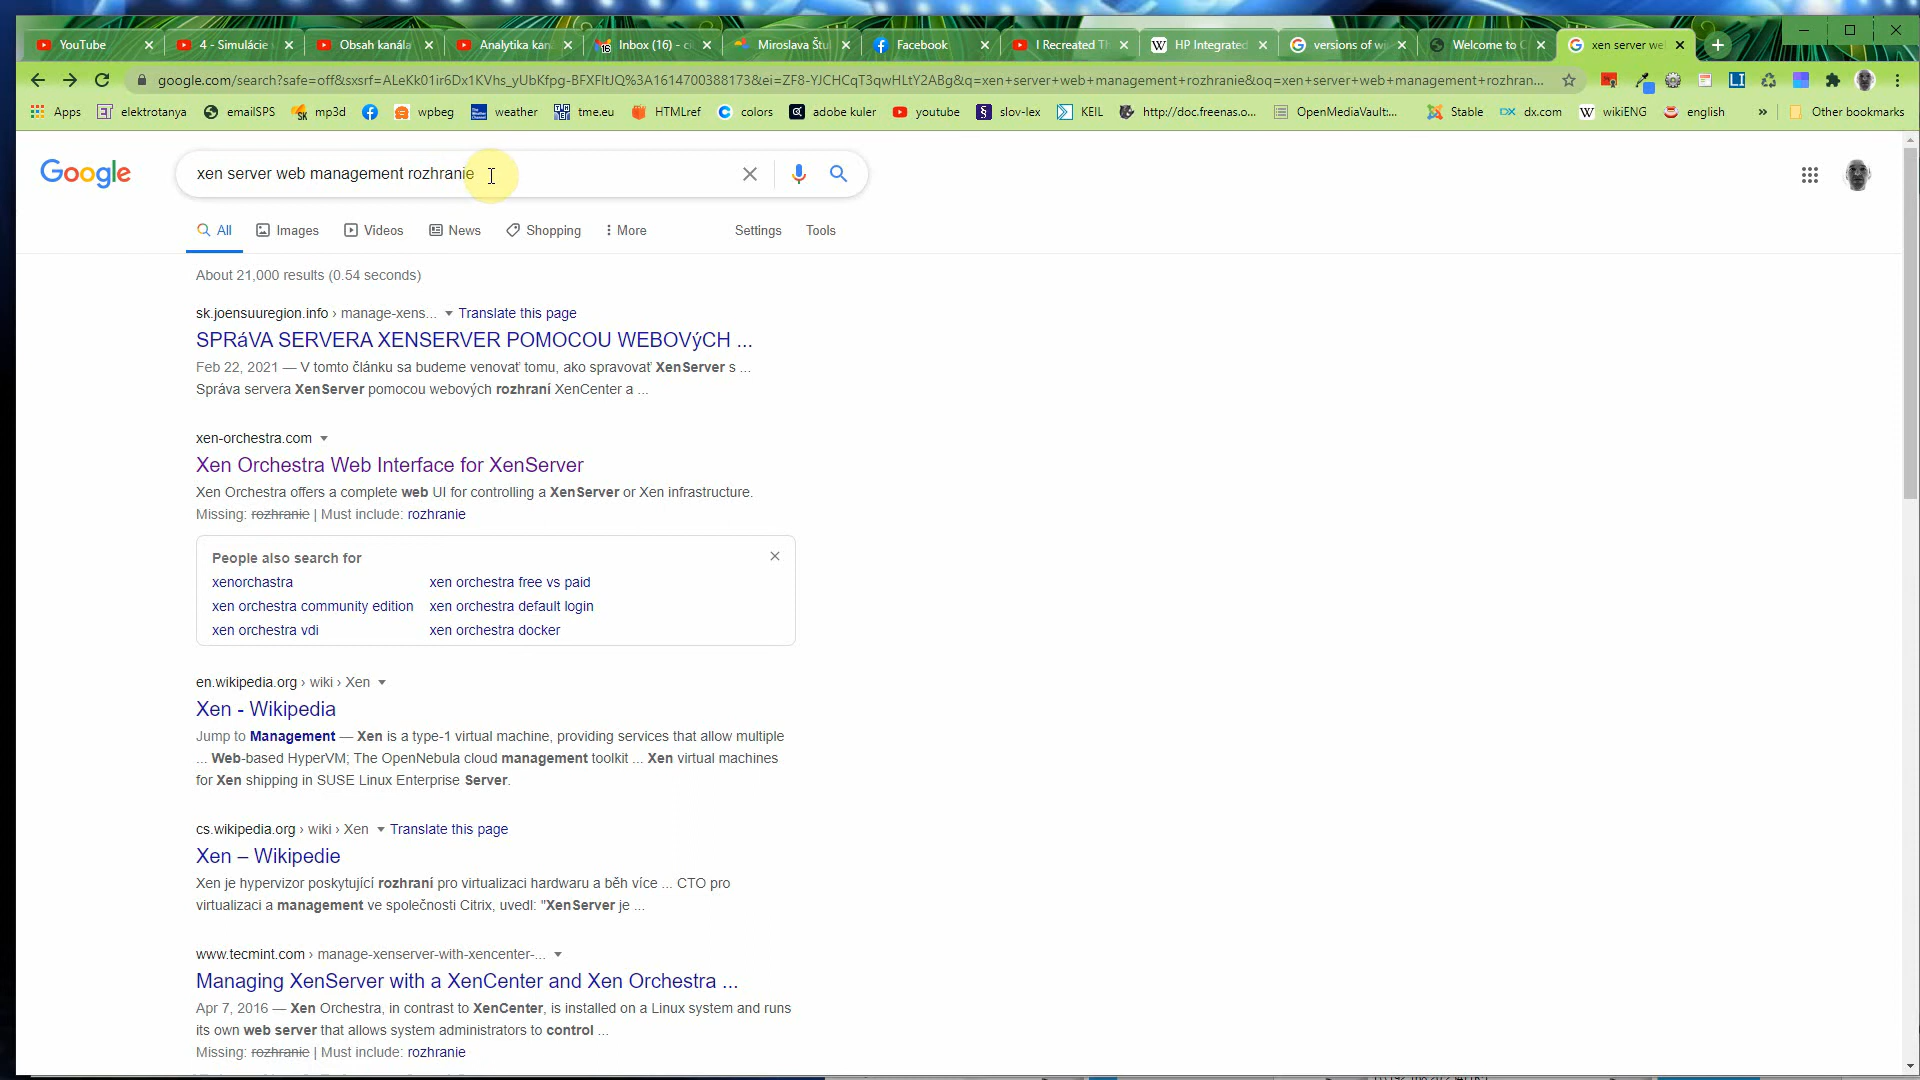 YouTube
4 - Simulácie
Obsah kanála
Analytika kan
Inbox (16) - c
Miroslava Štu
Facebook
I Recreated Th
HP Integrated
versions of w
Welcome to C
xen server we
google.com/search?safe=off&sxsrf=ALeKk01ir6Dx1KVhs_yUbKfpg-BFXFltJQ%3A1614700388173&ei=ZF8-YJCHCqT3qwHLtY2ABg&q=xen+server+web+management+rozhranie&oq=xen+server+web+management+rozhran...
Apps
elektrotanya
emailSPS
mp3d
wpbeg
weather
tme.eu
HTMLref
colors
adobe kuler
youtube
slov-lex
KEIL
http://doc.freenas.o...
OpenMediaVault:...
Stable
dx.com
wikiENG
english
»
Other bookmarks
Google
xen server web management rozhranie
All
Images
Videos
News
Shopping
More
Settings
Tools
About 21,000 results (0.54 seconds)
sk.joensuuregion.info › manage-xens... Translate this page
SPRáVA SERVERA XENSERVER POMOCOU WEBOVýCH ...
Feb 22, 2021 — V tomto článku sa budeme venovať tomu, ako spravovať XenServer s ...
Správa servera XenServer pomocou webových rozhraní XenCenter a ...
xen-orchestra.com
Xen Orchestra Web Interface for XenServer
Xen Orchestra offers a complete web UI for controlling a XenServer or Xen infrastructure.
Missing: rozhranie | Must include: rozhranie
People also search for
xenorchastra
xen orchestra free vs paid
xen orchestra community edition
xen orchestra default login
xen orchestra vdi
xen orchestra docker
en.wikipedia.org › wiki › Xen
Xen - Wikipedia
Jump to Management — Xen is a type-1 virtual machine, providing services that allow multiple
... Web-based HyperVM; The OpenNebula cloud management toolkit ... Xen virtual machines
for Xen shipping in SUSE Linux Enterprise Server.
cs.wikipedia.org › wiki › Xen Translate this page
Xen – Wikipedie
Xen je hypervizor poskytující rozhraní pro virtualizaci hardwaru a běh více ... CTO pro
virtualizaci a management ve společnosti Citrix, uvedl: "XenServer je ...
www.tecmint.com › manage-xenserver-with-xencenter-...
Managing XenServer with a XenCenter and Xen Orchestra ...
Apr 7, 2016 — Xen Orchestra, in contrast to XenCenter, is installed on a Linux system and runs
its own web server that allows system administrators to control ...
Missing: rozhranie | Must include: rozhranie